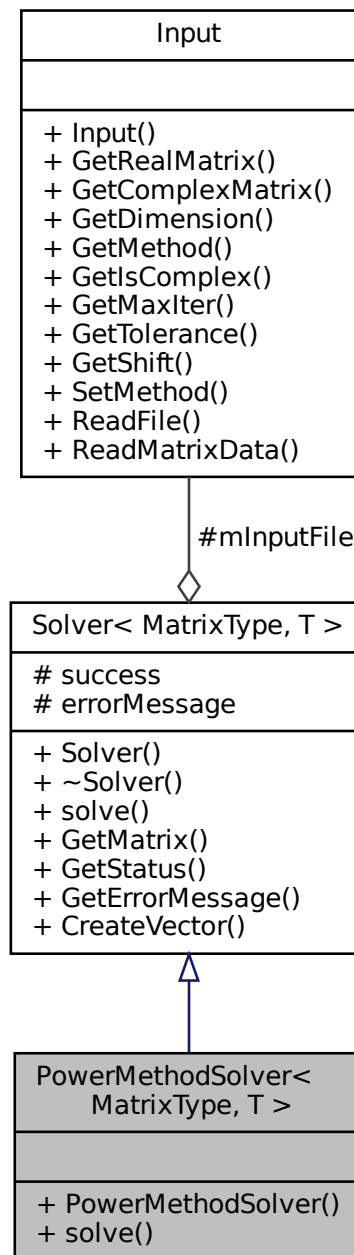 Input
+ Input()
+ GetRealMatrix()
+ GetComplexMatrix()
+ GetDimension()
+ GetMethod()
+ GetIsComplex()
+ GetMaxIter()
+ GetTolerance()
+ GetShift()
+ SetMethod()
+ ReadFile()
+ ReadMatrixData()
#mInputFile
Solver< MatrixType, T >
# success
# errorMessage
+ Solver()
+ ~Solver()
+ solve()
+ GetMatrix()
+ GetStatus()
+ GetErrorMessage()
+ CreateVector()
PowerMethodSolver<
MatrixType, T >
+ PowerMethodSolver()
+ solve()